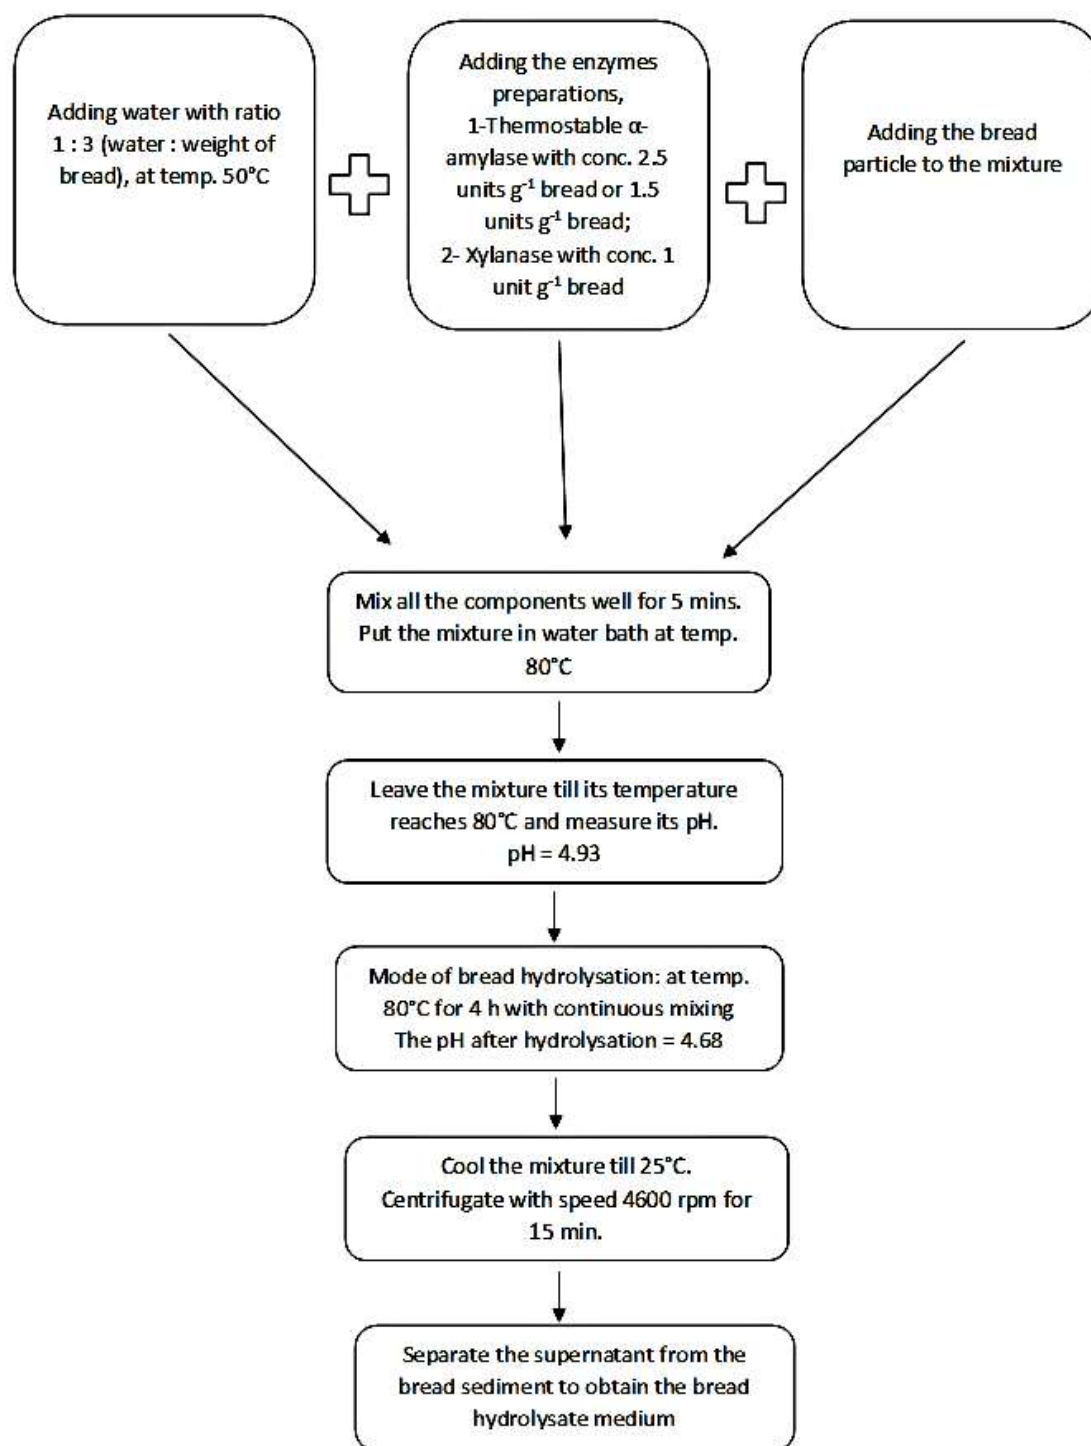 Adding water with ratio
1 : 3 (water : weight of
bread), at temp. 50°C
Adding the enzymes
preparations,
1-Thermostable α-
amylase with conc. 2.5
units g⁻¹ bread or 1.5
units g⁻¹ bread;
2- Xylanase with conc. 1
unit g⁻¹ bread
Adding the bread
particle to the mixture
Mix all the components well for 5 mins.
Put the mixture in water bath at temp.
80°C
Leave the mixture till its temperature
reaches 80°C and measure its pH.
pH = 4.93
Mode of bread hydrolysation: at temp.
80°C for 4 h with continuous mixing
The pH after hydrolysation = 4.68
Cool the mixture till 25°C.
Centrifugate with speed 4600 rpm for
15 min.
Separate the supernatant from the
bread sediment to obtain the bread
hydrolysate medium